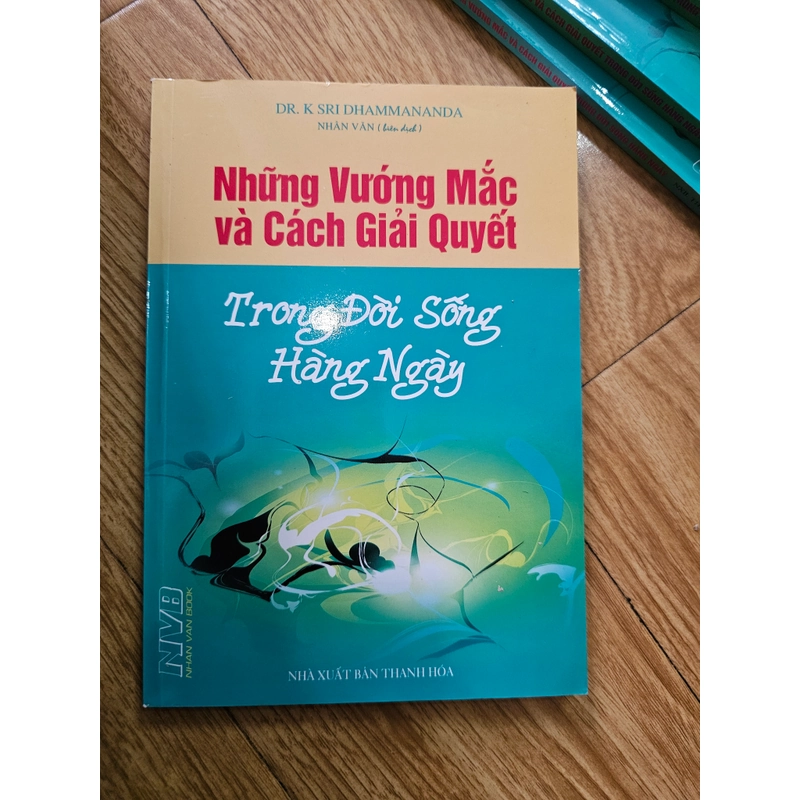 DR. K SRI DHAMMANANDA
NHÂN VĂN (biên dịch)
Những Vướng Mắc
và Cách Giải Quyết
Trong Đời Sống
Hàng Ngày
NVB
NHAN VAN BOOK
NHÀ XUẤT BẢN THANH HÓA